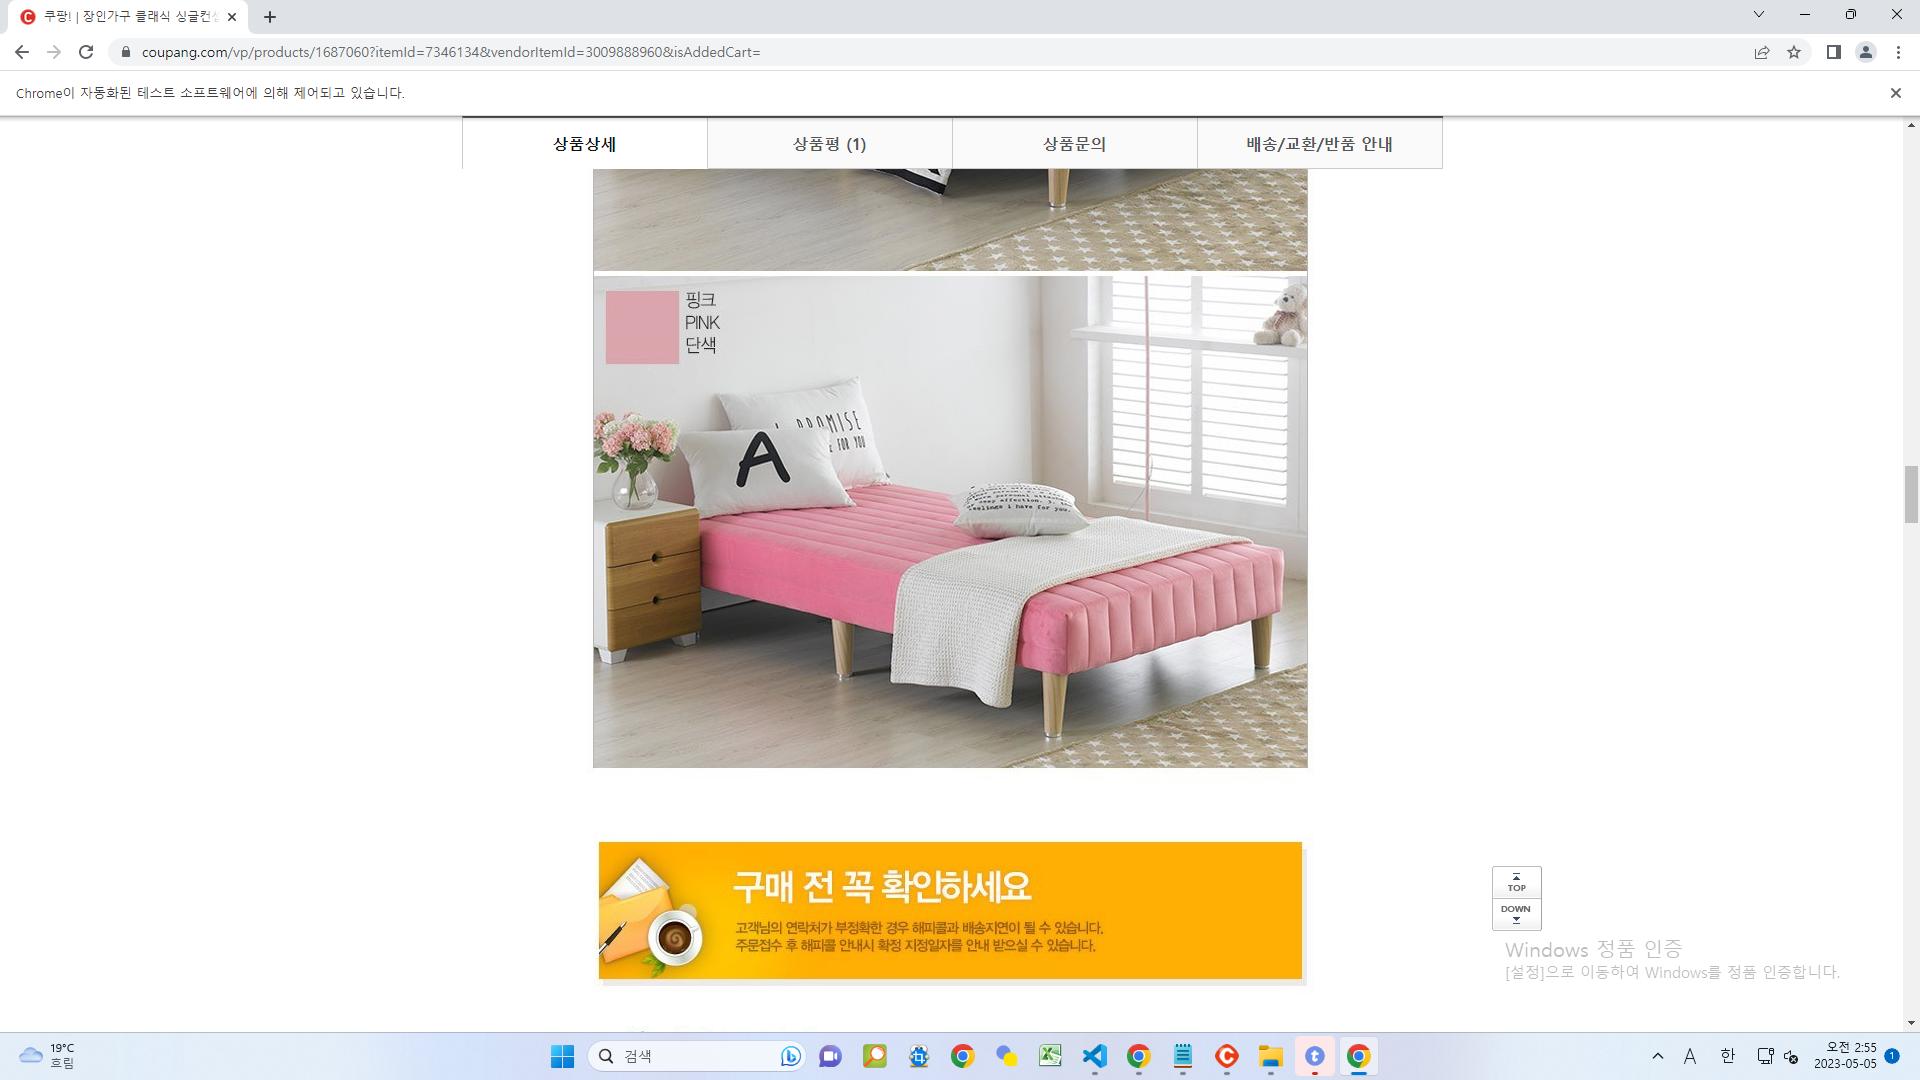 쿠팡! | 장인가구 클래식 싱글컨
coupang.com/vp/products/1687060?itemId=7346134&vendorItemId=3009888960&isAddedCart=
Chrome이 자동화된 테스트 소프트웨어에 의해 제어되고 있습니다.
상품상세
상품평 (1)
상품문의
배송/교환/반품 안내
핑크
PINK
단색
PROMISE
FOR YOU
A
feelings i have for you.
구매 전 꼭 확인하세요
고객님의 연락처가 부정확한 경우 해피콜과 배송지연이 될 수 있습니다.
주문접수 후 해피콜 안내시 확정 지정일자를 안내 받으실 수 있습니다.
TOP
DOWN
Windows 정품 인증
[설정]으로 이동하여 Windows를 정품 인증합니다.
19°C
흐림
검색
A
한
오전 2:55
2023-05-05
1